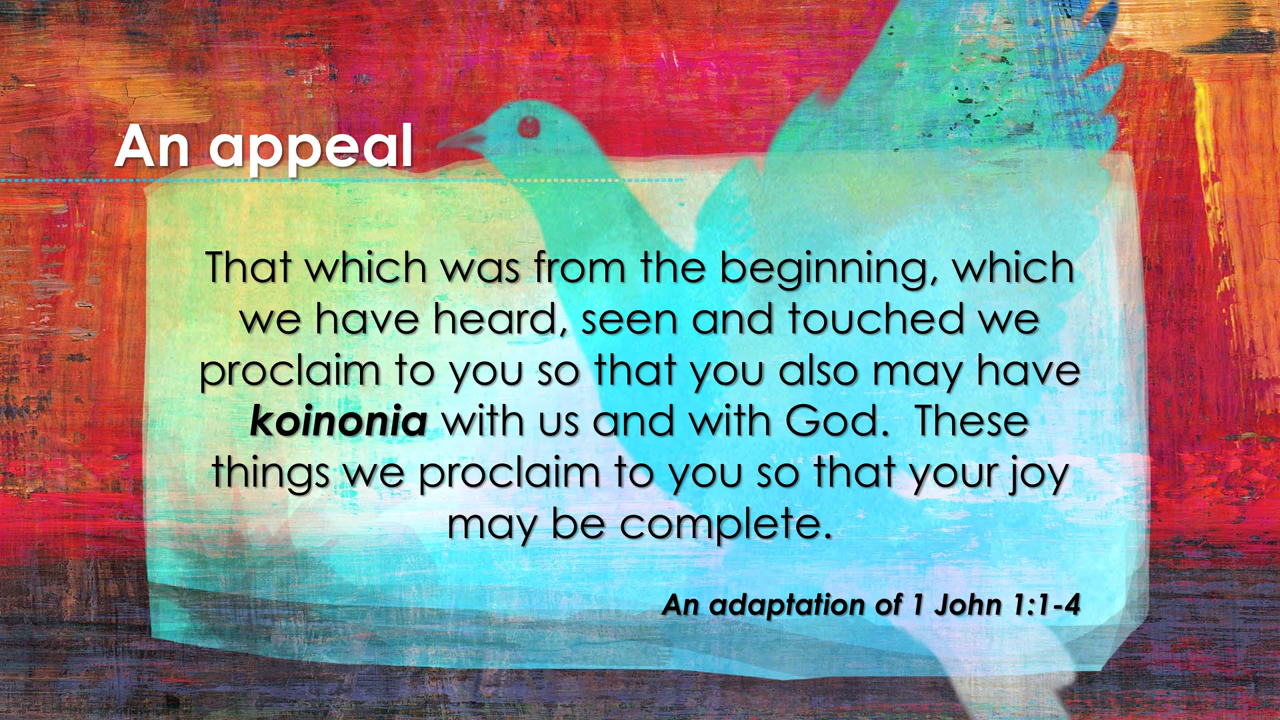 An appeal
That which was from the beginning, which
we have heard, seen and touched we
proclaim to you so that you also may have
koinonia with us and with God.  These
things we proclaim to you so that your joy
may be complete.
An adaptation of 1 John 1:1-4